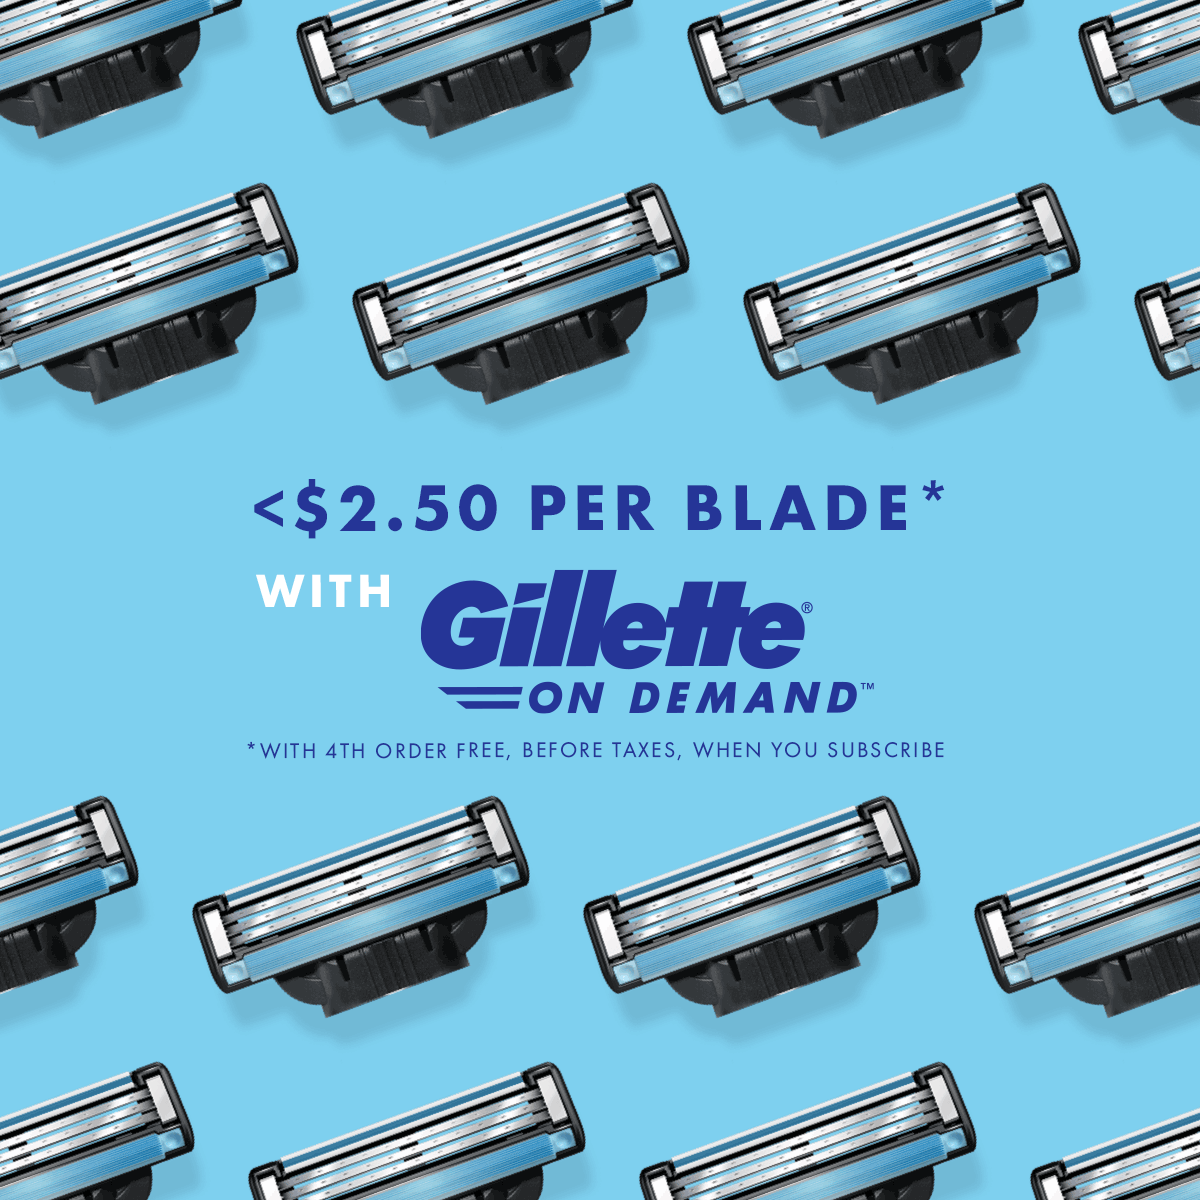 <$2.50 PER BLADE*
WITH Gillette®
ON DEMAND™
*WITH 4TH ORDER FREE, BEFORE TAXES, WHEN YOU SUBSCRIBE